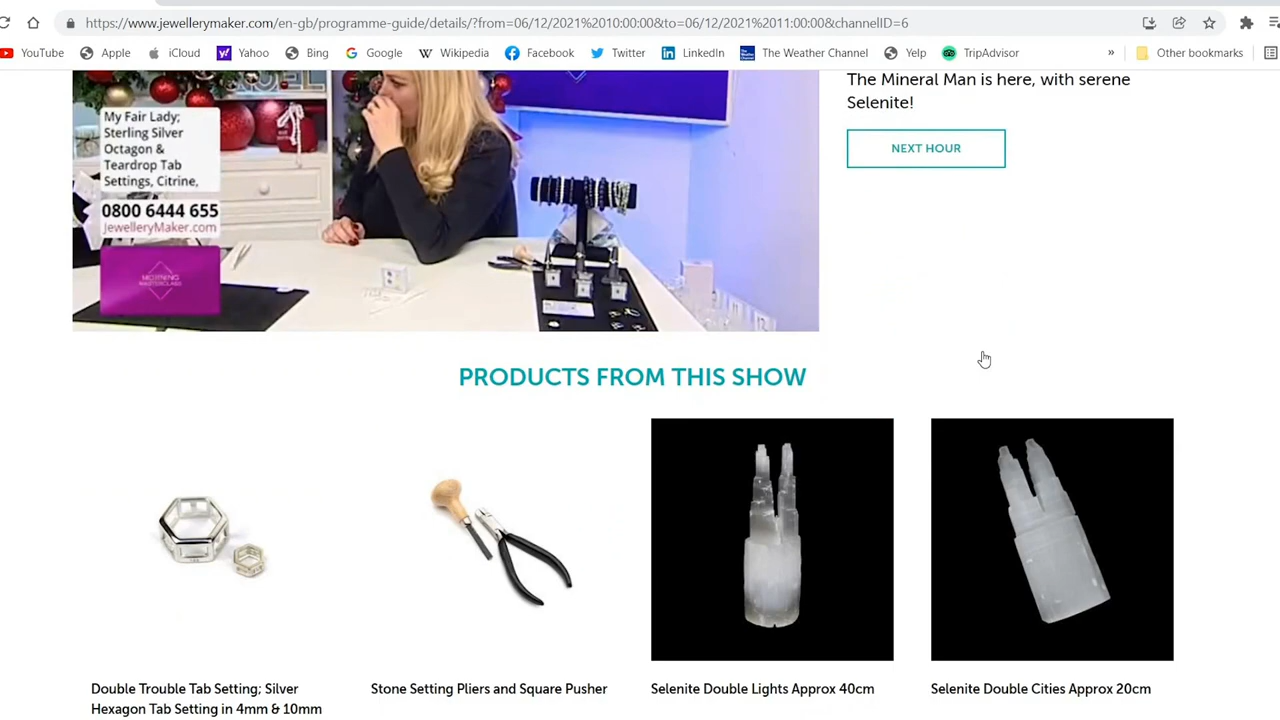 https://www.jewellerymaker.com/en-gb/programme-guide/details/?from=06/12/2021%2010:00:00&to=06/12/2021%2011:00:00&channelID=6
YouTube Apple iCloud Yahoo Bing Google Wikipedia Facebook Twitter LinkedIn The Weather Channel Yelp TripAdvisor » Other bookmarks
The Mineral Man is here, with serene
Selenite!
NEXT HOUR
My Fair Lady;
Sterling Silver
Octagon &
Teardrop Tab
Settings, Citrine,
0800 6444 655
JewelleryMaker.com
MORNING
MASTERCLASS
PRODUCTS FROM THIS SHOW
Double Trouble Tab Setting; Silver
Hexagon Tab Setting in 4mm & 10mm
Stone Setting Pliers and Square Pusher
Selenite Double Lights Approx 40cm
Selenite Double Cities Approx 20cm